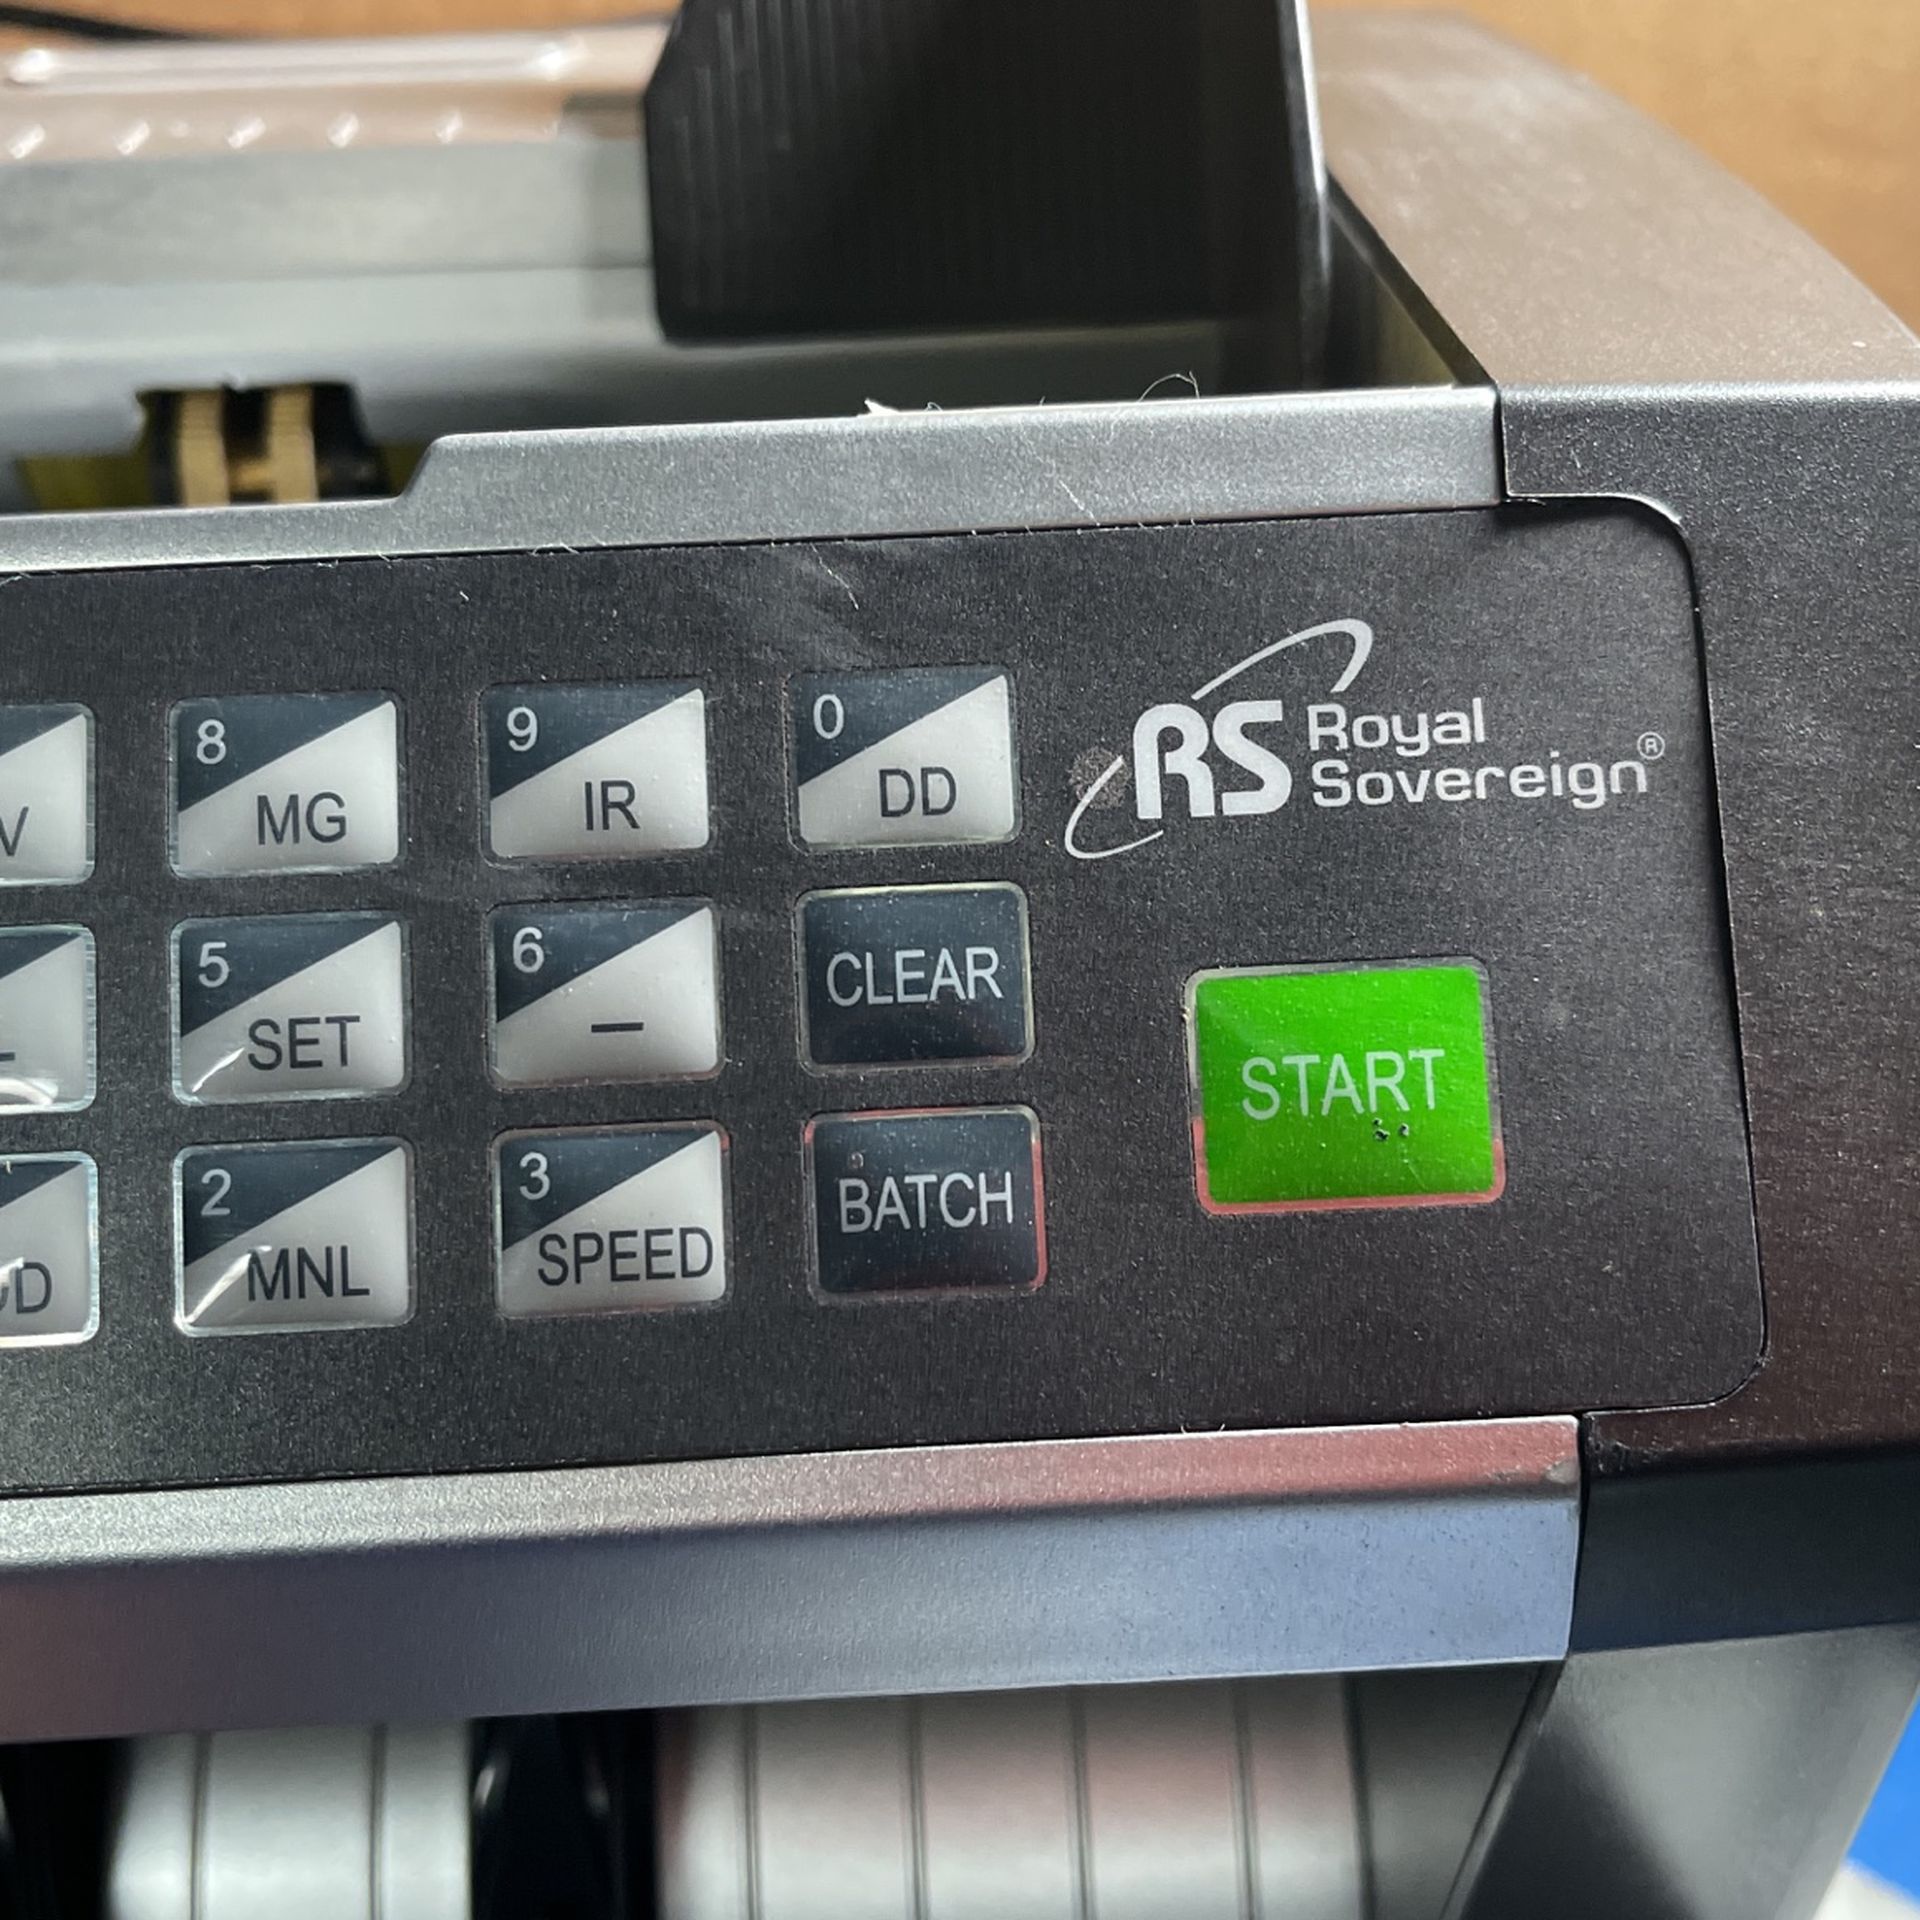 8 MG
9 IR
0 DD
RS Royal Sovereign®
5 SET
6 –
CLEAR
START
2 MNL
3 SPEED
BATCH